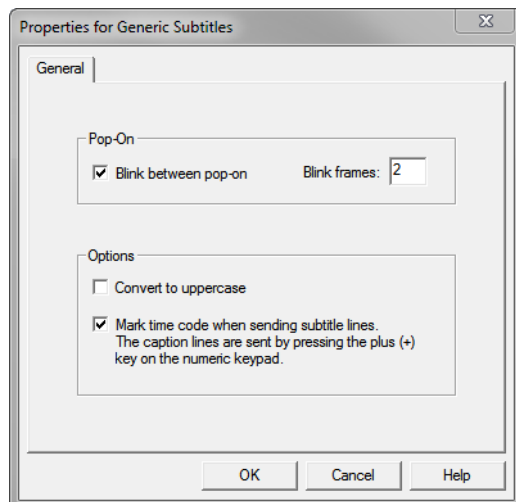 Properties for Generic Subtitles
General
Pop-On
Blink between pop-on Blink frames: 2
Options
Convert to uppercase
Mark time code when sending subtitle lines.
The caption lines are sent by pressing the plus (+)
key on the numeric keypad.
OK Cancel Help